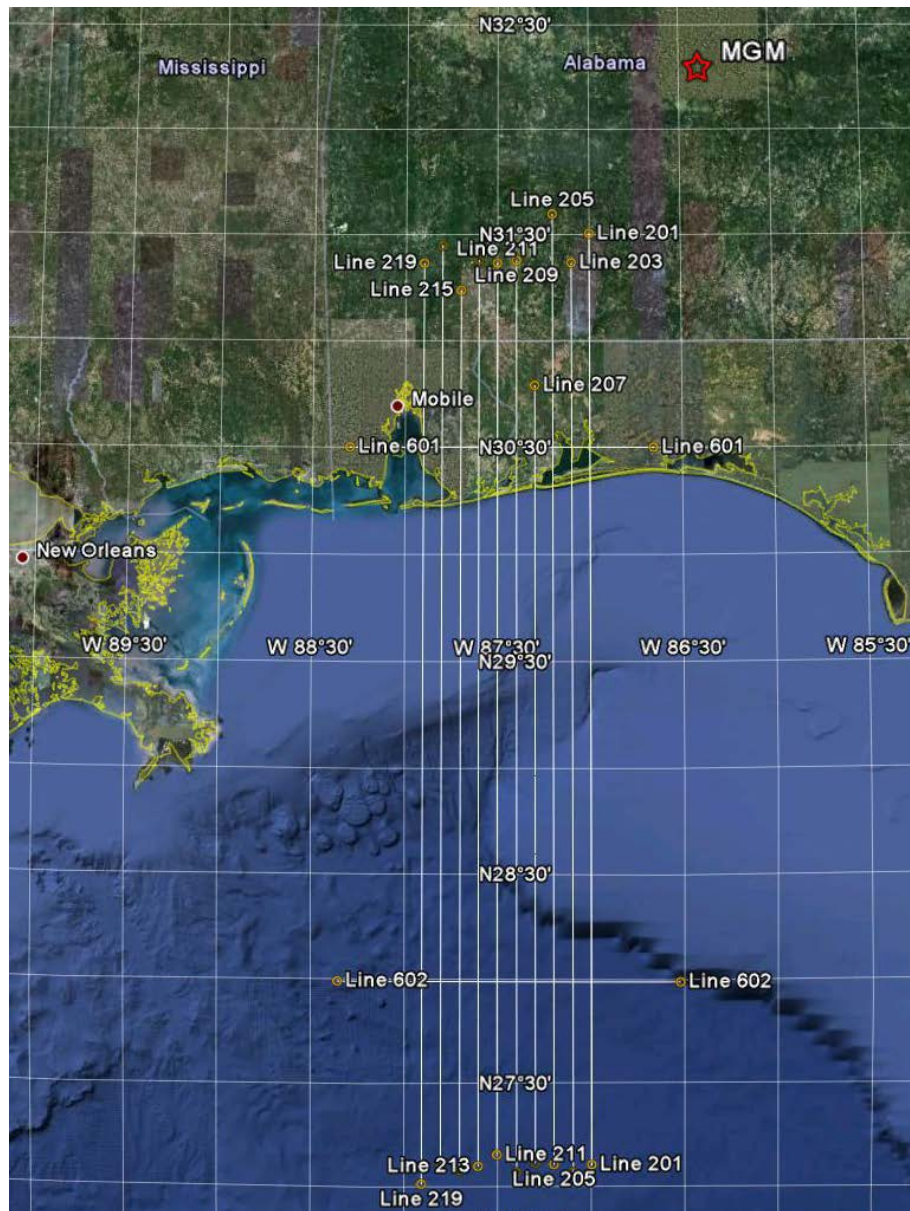 N32°30'
MGM
Mississippi
Alabama
Line 205
N31°30'
Line 201
Line 211
Line 219
Line 203
Line 209
Line 215
Line 207
Mobile
Line 601
N30°30'
Line 601
New Orleans
W 89°30'
W 88°30'
W 87°30'
W 86°30'
W 85°30'
N29°30'
N28°30'
Line 602
Line 602
N27°30'
Line 211
Line 213
Line 201
Line 205
Line 219